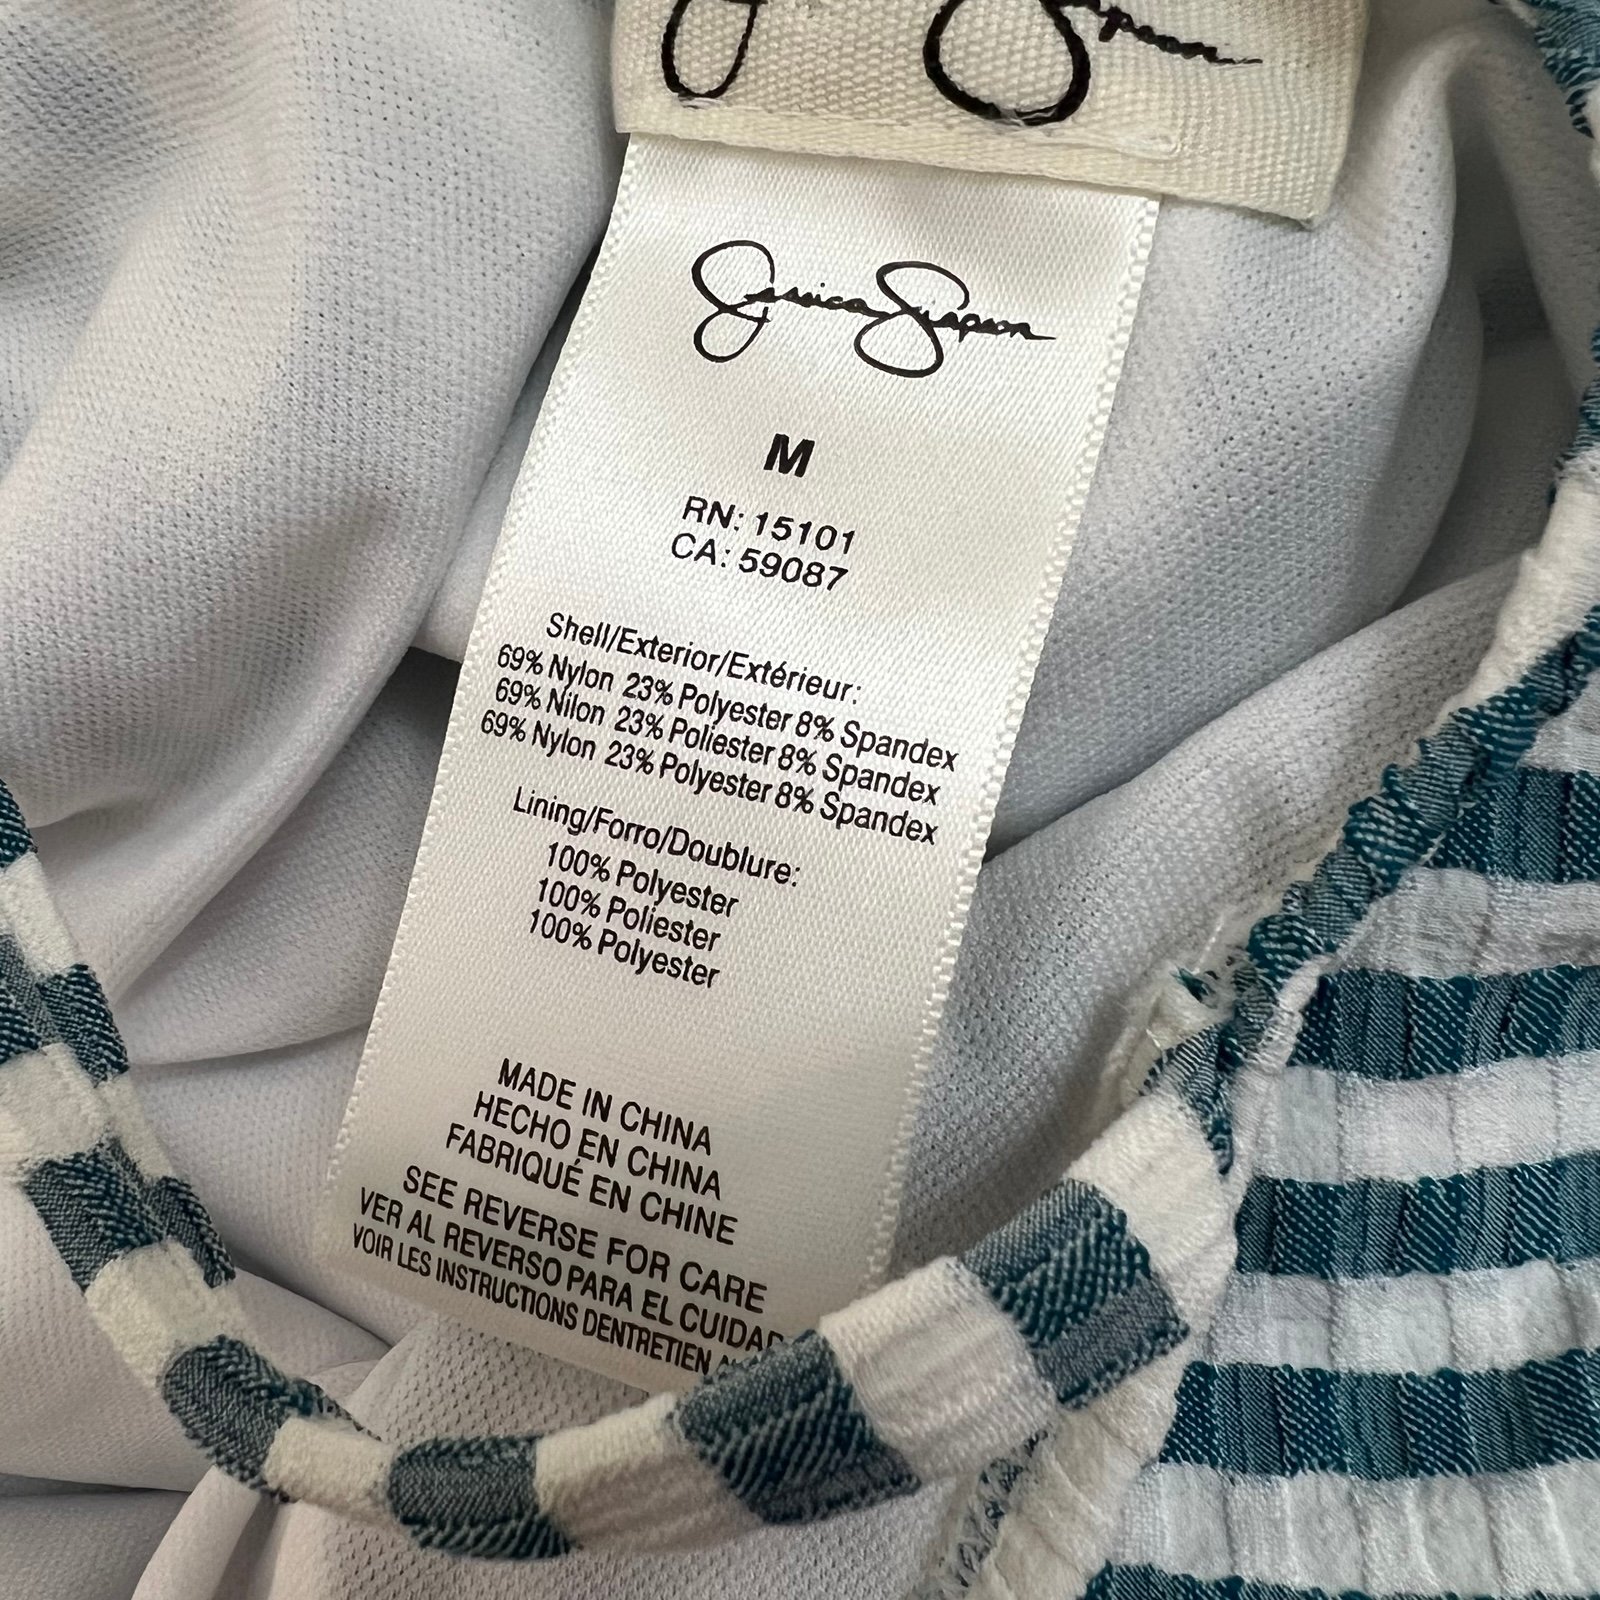 Simpson
Jessica Simpson
M
RN: 15101
CA: 59087
Shell/Exterior/Extérieur:
69% Nylon 23% Polyester 8% Spandex
69% Nilon 23% Poliester 8% Spandex
69% Nylon 23% Polyester 8% Spandex
Lining/Forro/Doublure:
100% Polyester
100% Poliester
100% Polyester
MADE IN CHINA
HECHO EN CHINA
FABRIQUÉ EN CHINE
SEE REVERSE FOR CARE
VER AL REVERSO PARA EL CUIDAD
VOIR LES INSTRUCTIONS DENTRETIEN